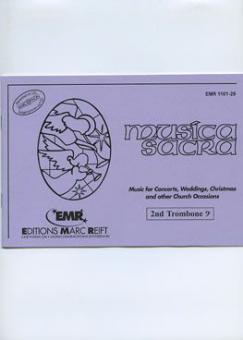 EMR 1101-29
musica
sacra
Music for Concerts, Weddings, Christmas
and other Church Occasions
2nd Trombone
EMR
EDITIONS MARC REIFT